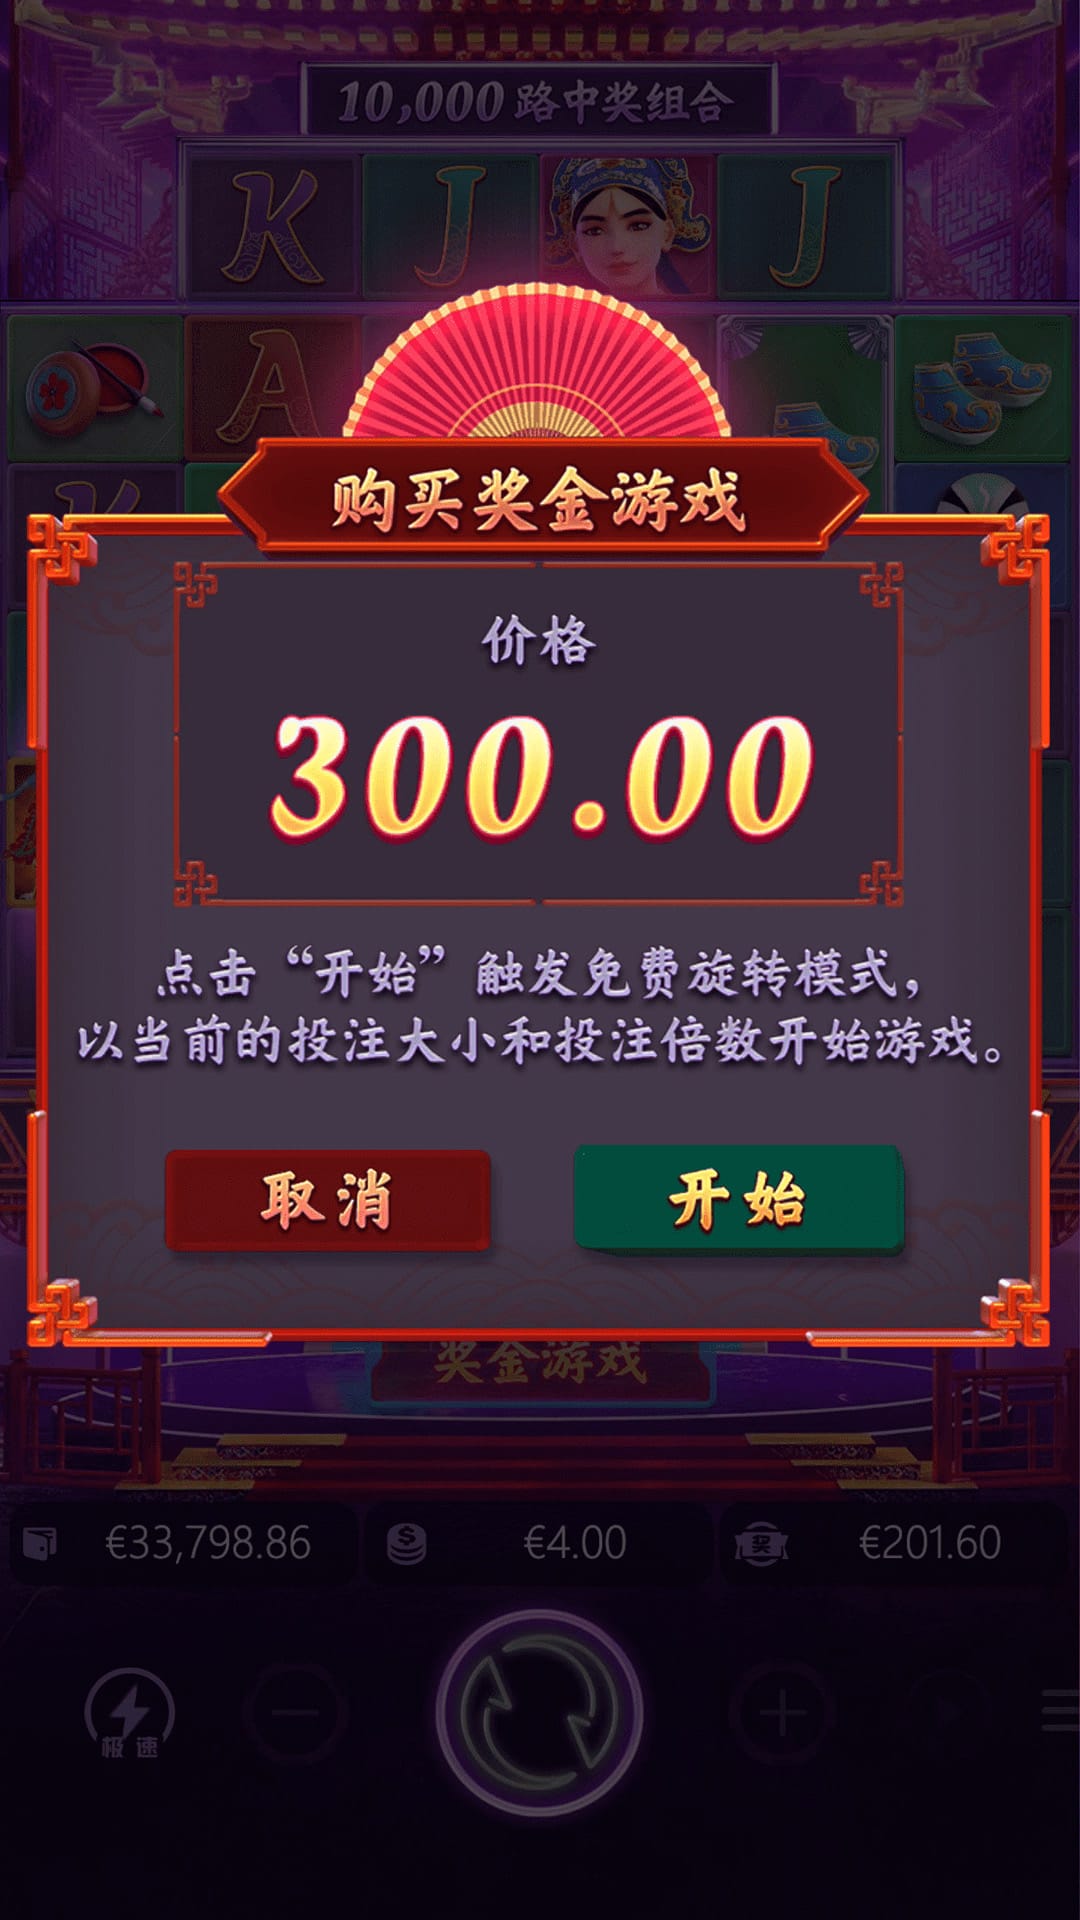 10,000 路中奖组合
K J J
A
K
购买奖金游戏
价格
300.00
点击“开始”触发免费旋转模式，
以当前的投注大小和投注倍数开始游戏。
取消 开始
奖金游戏
€33,798.86 €4.00 奖 €201.60
极速